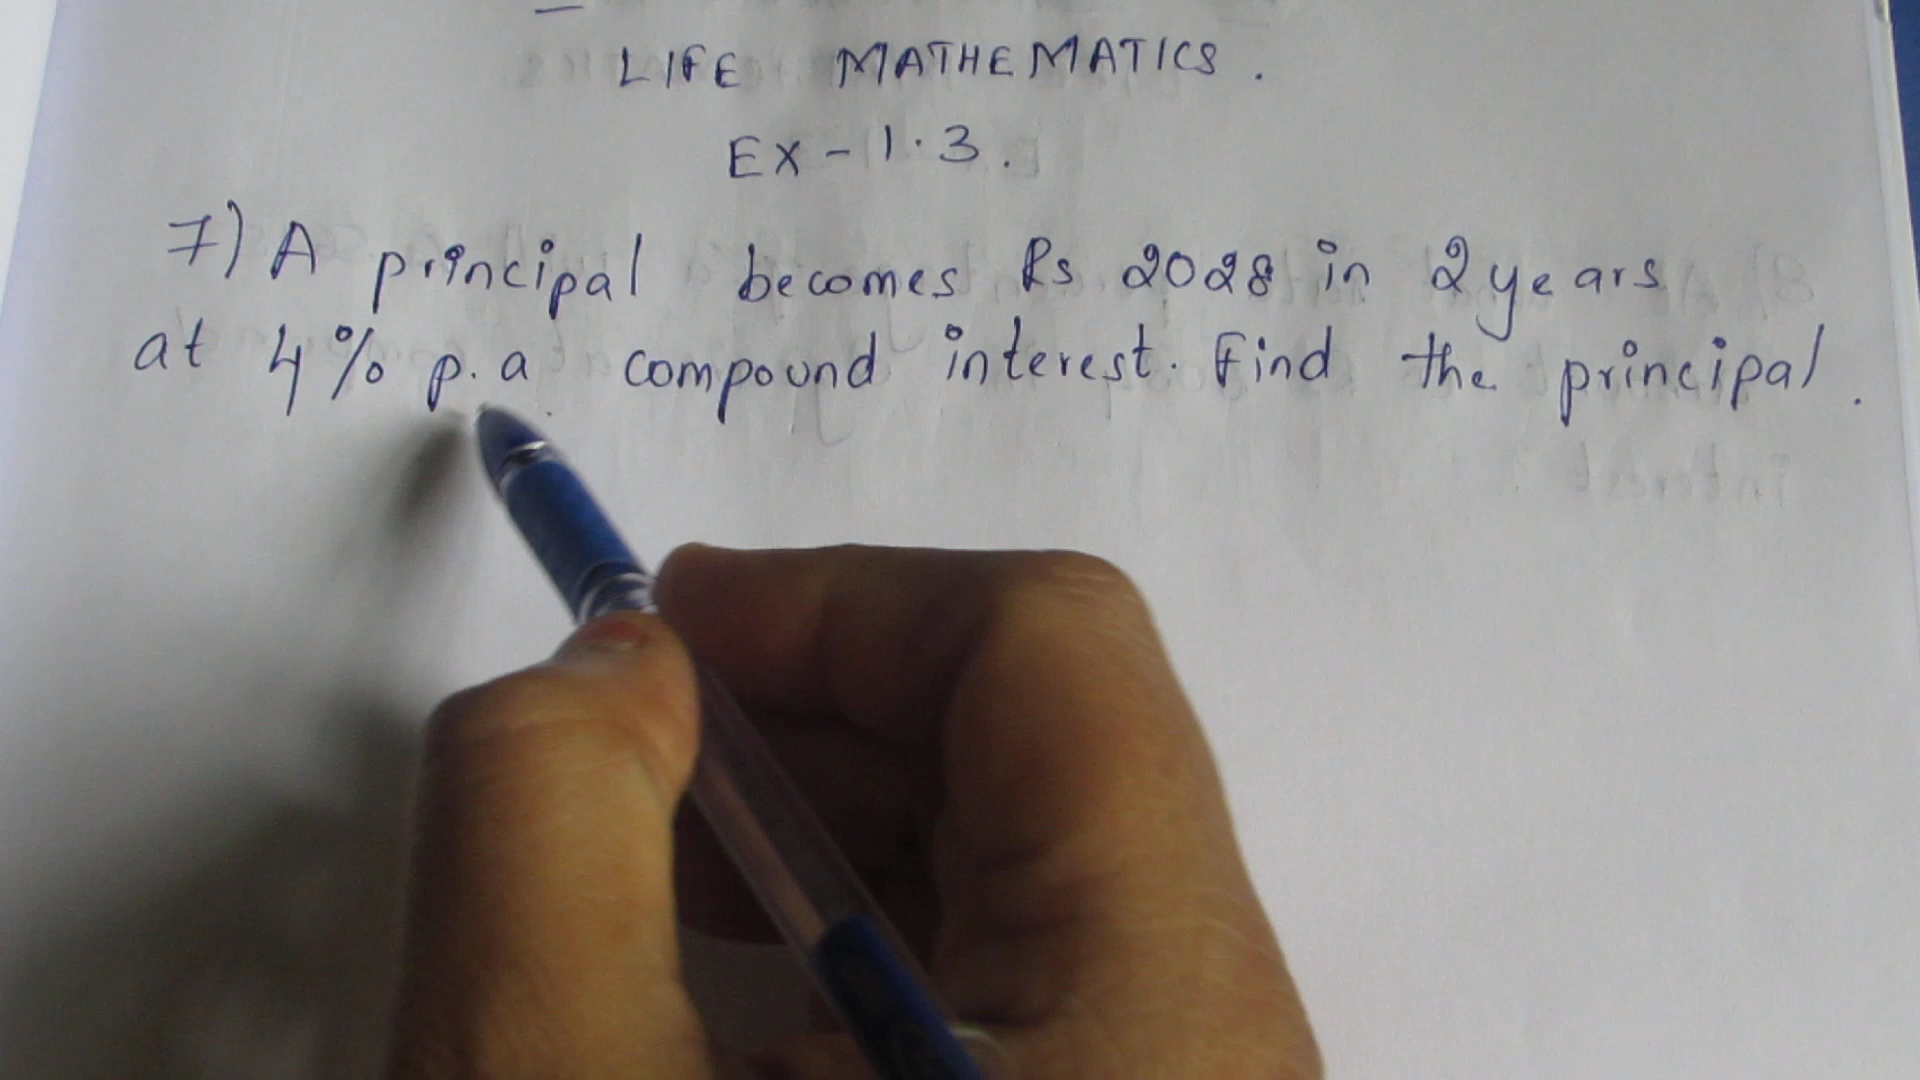 LIFE MATHEMATICS.
EX - 1.3.
7) A principal becomes Rs 2028 in 2 years
at 4% p.a compound interest. Find the principal.
interest